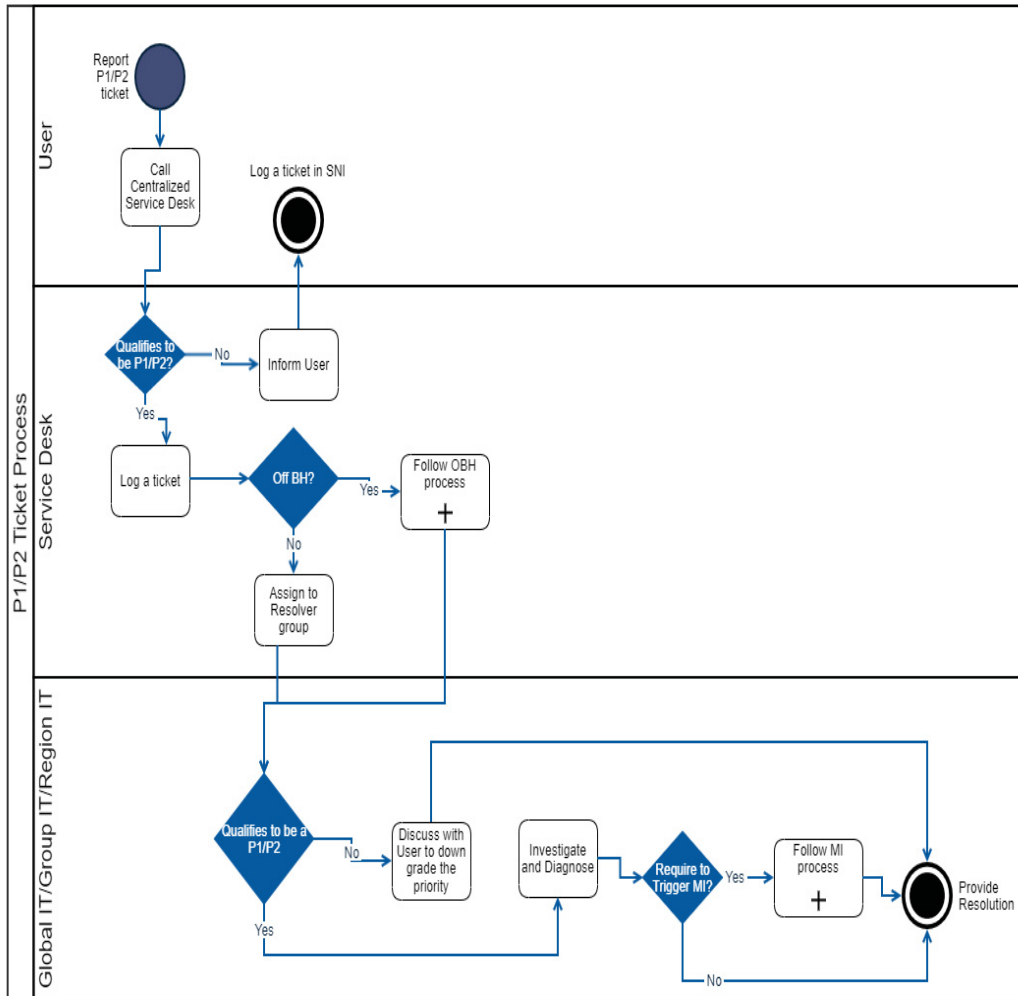 P1/P2 Ticket Process
User
Report
P1/P2
ticket
Call
Centralized
Service Desk
Log a ticket in SNI
Service Desk
Qualifies to
be P1/P2?
No
Inform User
Yes
Log a ticket
Off BH?
Yes
Follow OBH
process
No
Assign to
Resolver
group
Global IT/Group IT/Region IT
Qualifies to be a
P1/P2
No
Discuss with
User to down
grade the
priority
Yes
Investigate
and Diagnose
Require to
Trigger MI?
Yes
Follow MI
process
No
Provide
Resolution